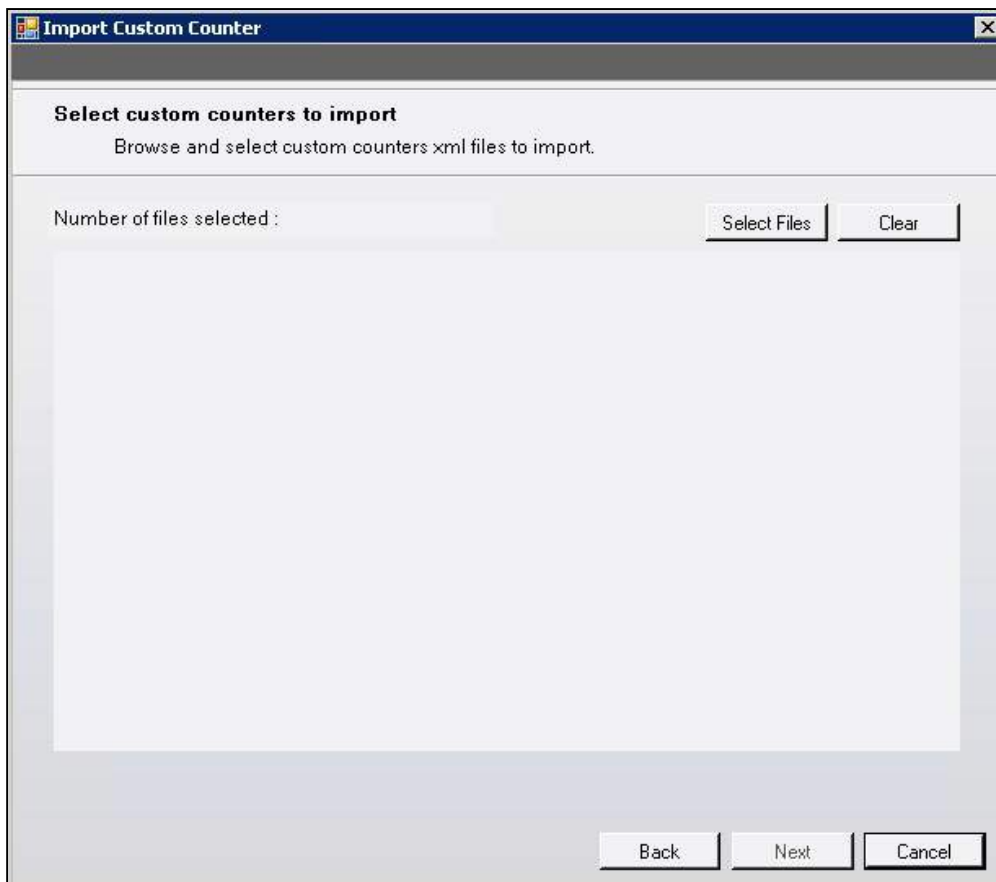 Import Custom Counter
Select custom counters to import
Browse and select custom counters xml files to import.
Number of files selected :
Select Files
Clear
Back
Next
Cancel